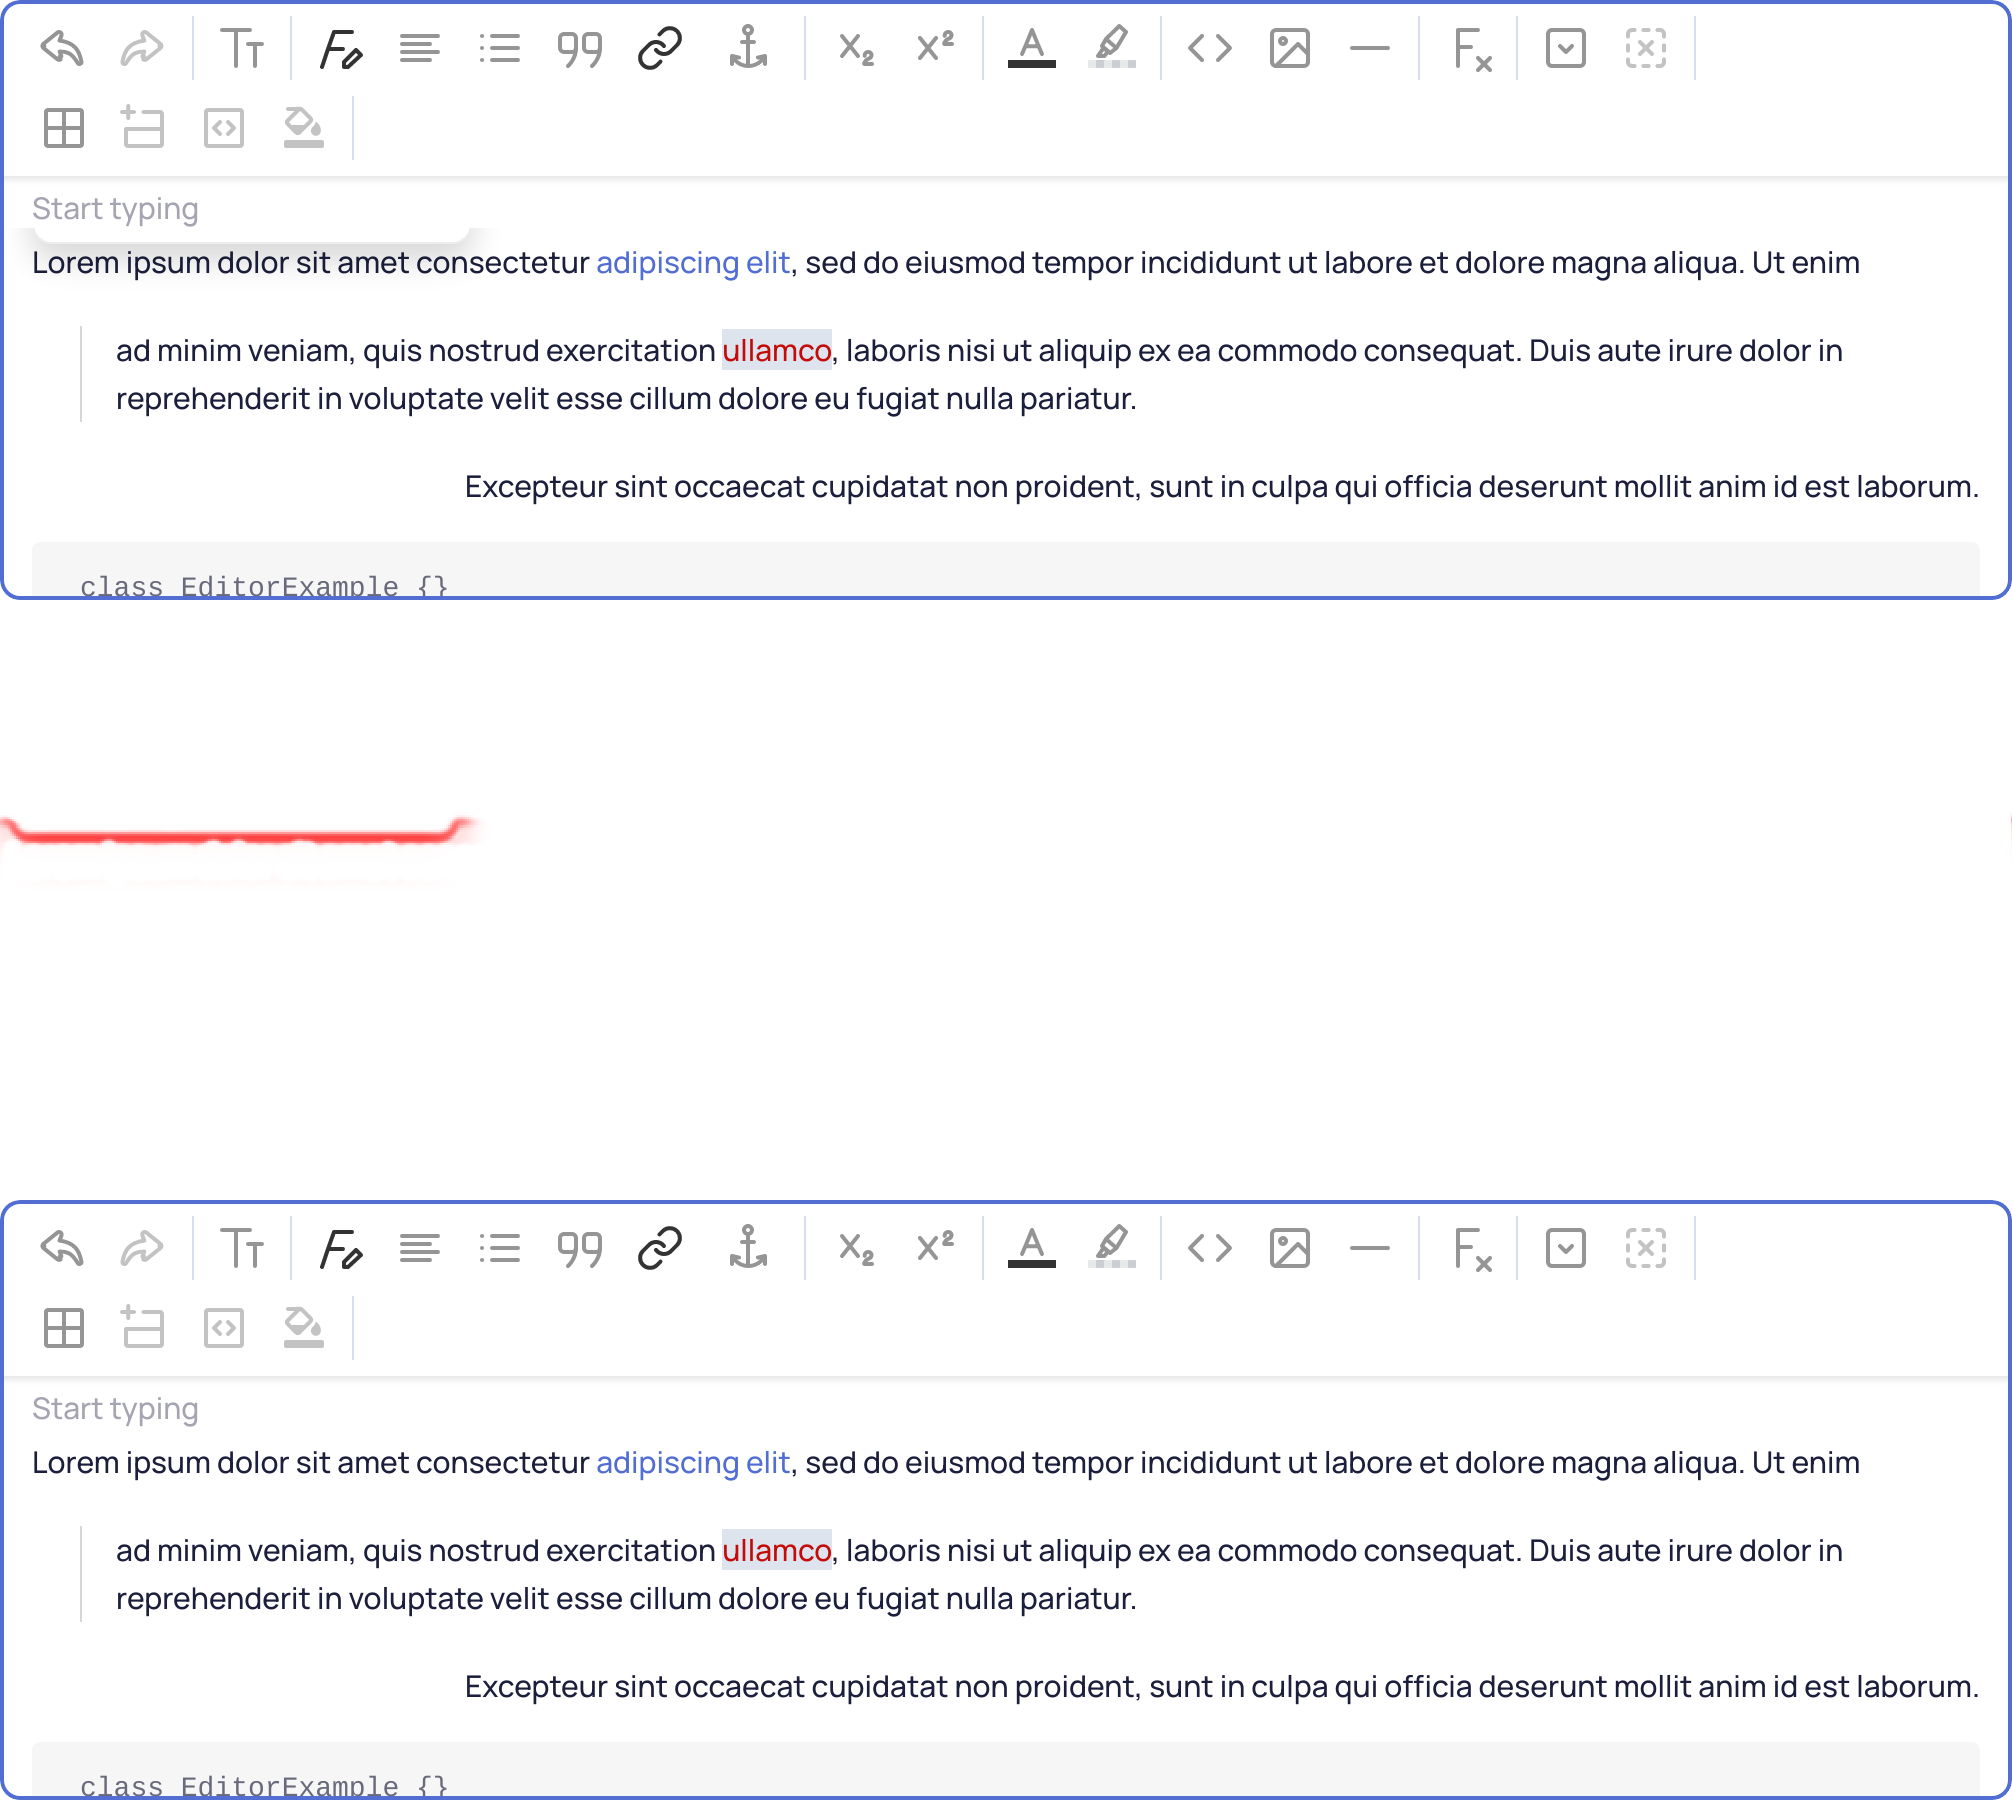 Start typing
Lorem ipsum dolor sit amet consectetur adipiscing elit, sed do eiusmod tempor incididunt ut labore et dolore magna aliqua. Ut enim
ad minim veniam, quis nostrud exercitation ullamco, laboris nisi ut aliquip ex ea commodo consequat. Duis aute irure dolor in
reprehenderit in voluptate velit esse cillum dolore eu fugiat nulla pariatur.
Excepteur sint occaecat cupidatat non proident, sunt in culpa qui officia deserunt mollit anim id est laborum.
class EditorExample {}
Start typing
Lorem ipsum dolor sit amet consectetur adipiscing elit, sed do eiusmod tempor incididunt ut labore et dolore magna aliqua. Ut enim
ad minim veniam, quis nostrud exercitation ullamco, laboris nisi ut aliquip ex ea commodo consequat. Duis aute irure dolor in
reprehenderit in voluptate velit esse cillum dolore eu fugiat nulla pariatur.
Excepteur sint occaecat cupidatat non proident, sunt in culpa qui officia deserunt mollit anim id est laborum.
class EditorExample {}